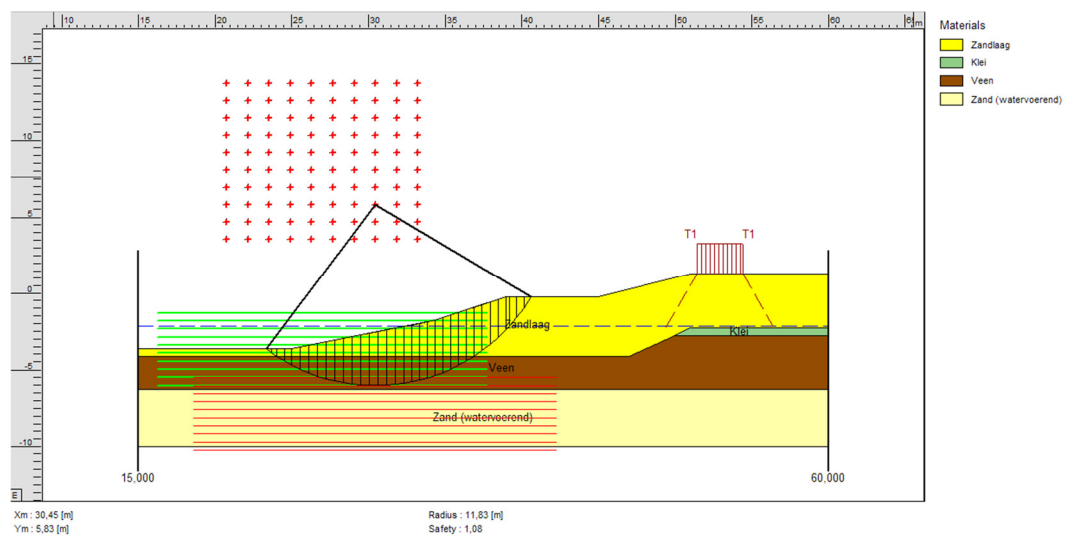 10 15 20 25 30 35 40 45 50 55 60 m
Materials
Zandlaag
Klei
Veen
Zand (watervoerend)
15
10
5
T1 T1
0
Zandlaag
Klei
-5
Veen
Zand (watervoerend)
-10
15,000 60,000
E
Xm : 30,45 [m] Radius : 11,83 [m]
Ym : 5,83 [m] Safety : 1,08